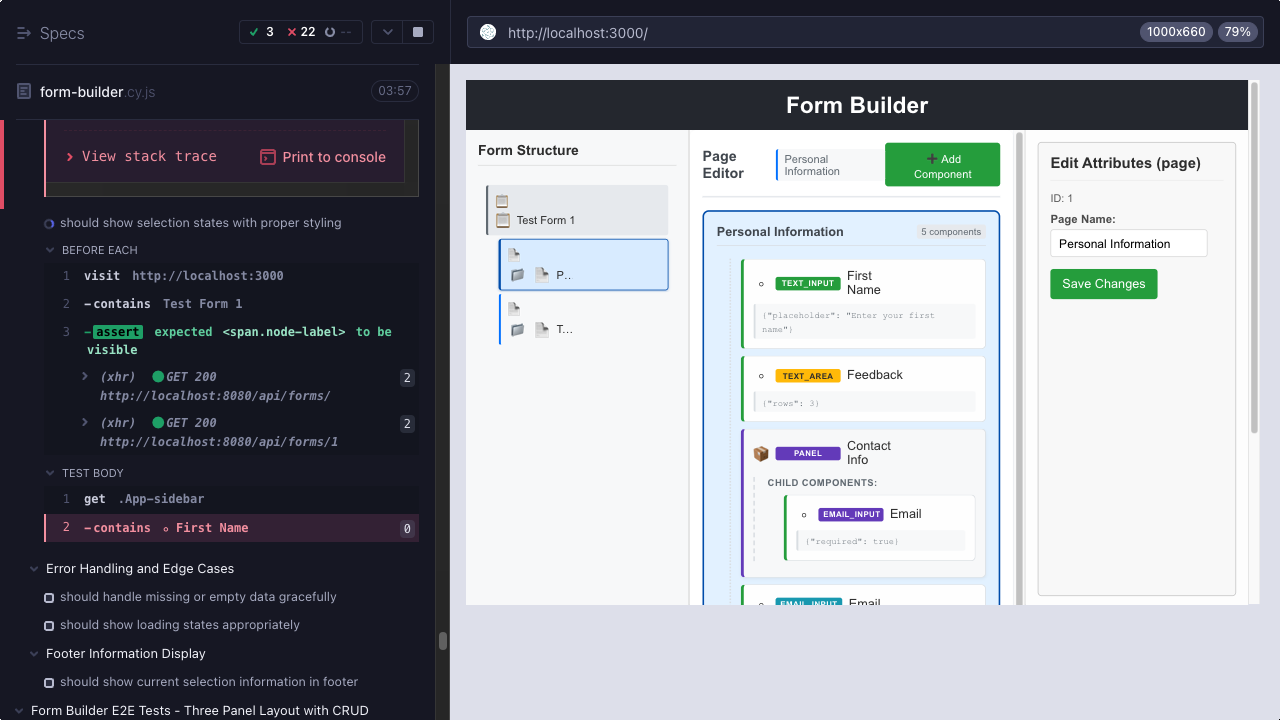 Specs
3
22
--
form-builder.cy.js
03:57
View stack trace
Print to console
should show selection states with proper styling
BEFORE EACH
1 visit http://localhost:3000
2 -contains Test Form 1
3 -assert expected <span.node-label> to be
visible
(xhr) GET 200
http://localhost:8080/api/forms/
2
(xhr) GET 200
http://localhost:8080/api/forms/1
2
TEST BODY
1 get .App-sidebar
2 -contains ∘ First Name 0
Error Handling and Edge Cases
should handle missing or empty data gracefully
should show loading states appropriately
Footer Information Display
should show current selection information in footer
Form Builder E2E Tests - Three Panel Layout with CRUD
http://localhost:3000/
1000x660
79%
Form Builder
Form Structure
Test Form 1
P..
T...
Page
Editor
Personal
Information
➕ Add
Component
Personal Information
5 components
TEXT_INPUT
First
Name
{"placeholder": "Enter your first
name"}
TEXT_AREA
Feedback
{"rows": 3}
PANEL
Contact
Info
CHILD COMPONENTS:
EMAIL_INPUT
Email
{"required": true}
EMAIL_INPUT
Email
Edit Attributes (page)
ID: 1
Page Name:
Personal Information
Save Changes